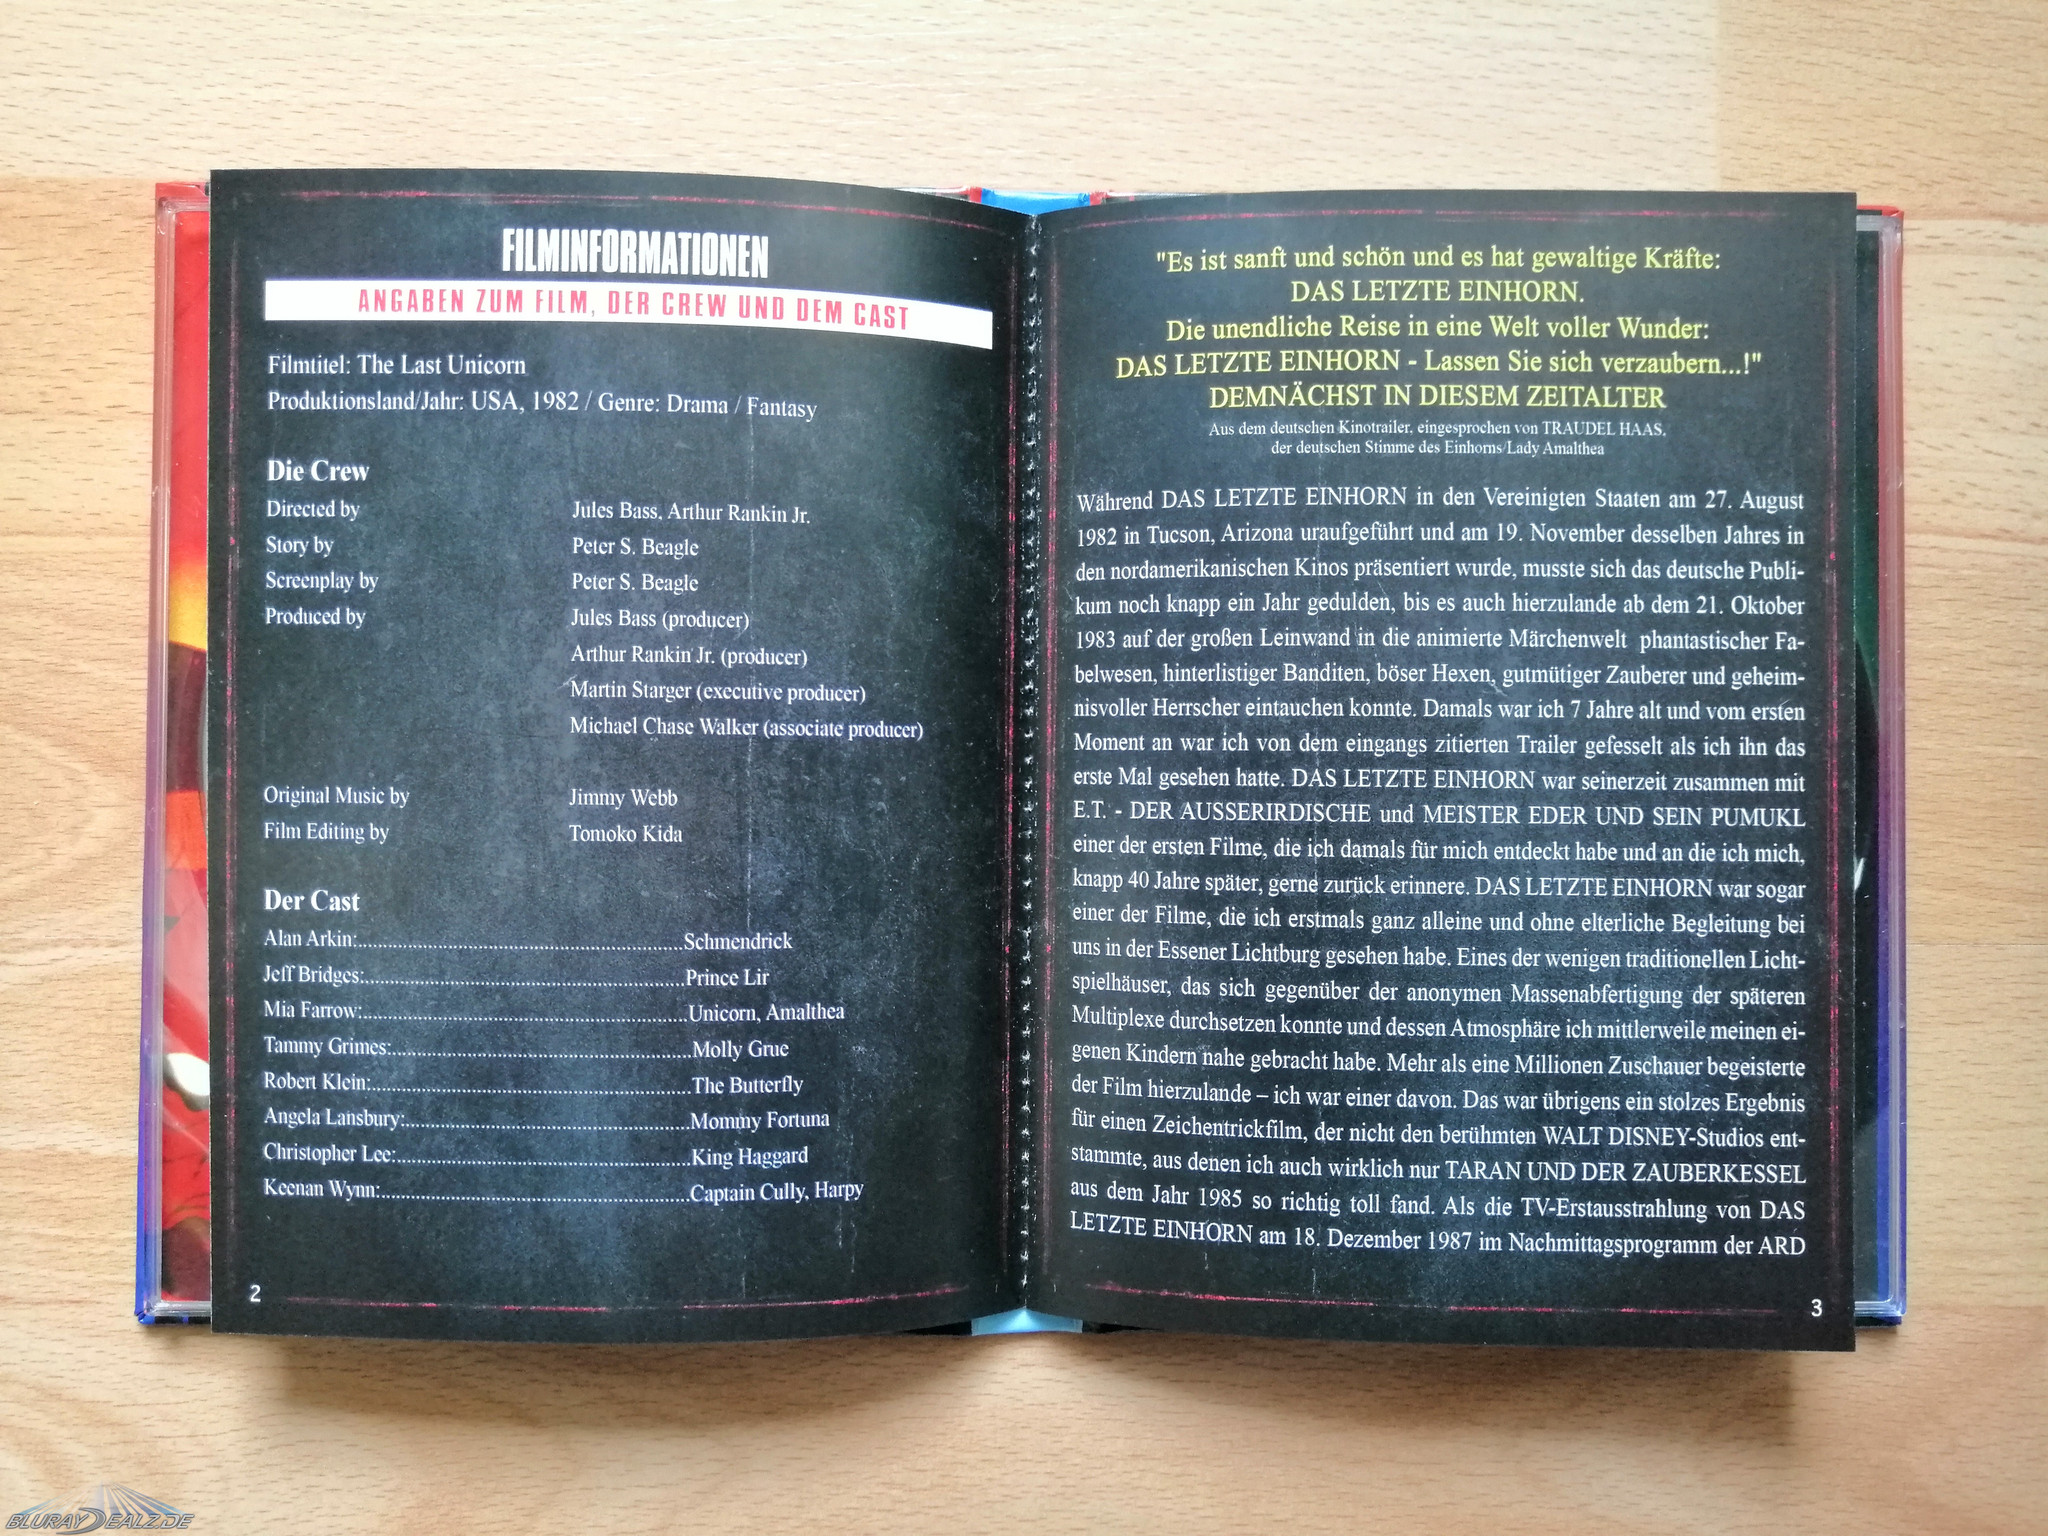 FILMINFORMATIONEN
ANGABEN ZUM FILM, DER CREW UND DEM CAST
Filmtitel: The Last Unicorn
Produktionsland/Jahr: USA, 1982 / Genre: Drama / Fantasy
Die Crew
Directed by Jules Bass, Arthur Rankin Jr.
Story by Peter S. Beagle
Screenplay by Peter S. Beagle
Produced by Jules Bass (producer)
Arthur Rankin Jr. (producer)
Martin Starger (executive producer)
Michael Chase Walker (associate producer)
Original Music by Jimmy Webb
Film Editing by Tomoko Kida
Der Cast
Alan Arkin:......................................................Schmendrick
Jeff Bridges:.....................................................Prince Lir
Mia Farrow:......................................................Unicorn, Amalthea
Tammy Grimes:..................................................Molly Grue
Robert Klein:.....................................................The Butterfly
Angela Lansbury:...............................................Mommy Fortuna
Christopher Lee:.................................................King Haggard
Keenan Wynn:...................................................Captain Cully, Harpy
2
"Es ist sanft und schön und es hat gewaltige Kräfte:
DAS LETZTE EINHORN.
Die unendliche Reise in eine Welt voller Wunder:
DAS LETZTE EINHORN - Lassen Sie sich verzaubern...!"
DEMNÄCHST IN DIESEM ZEITALTER
Aus dem deutschen Kinotrailer, eingesprochen von TRAUDEL HAAS,
der deutschen Stimme des Einhorns/Lady Amalthea
Während DAS LETZTE EINHORN in den Vereinigten Staaten am 27. August
1982 in Tucson, Arizona uraufgeführt und am 19. November desselben Jahres in
den nordamerikanischen Kinos präsentiert wurde, musste sich das deutsche Publi-
kum noch knapp ein Jahr gedulden, bis es auch hierzulande ab dem 21. Oktober
1983 auf der großen Leinwand in die animierte Märchenwelt phantastischer Fa-
belwesen, hinterlistiger Banditen, böser Hexen, gutmütiger Zauberer und geheim-
nisvoller Herrscher eintauchen konnte. Damals war ich 7 Jahre alt und vom ersten
Moment an war ich von dem eingangs zitierten Trailer gefesselt als ich ihn das
erste Mal gesehen hatte. DAS LETZTE EINHORN war seinerzeit zusammen mit
E.T. - DER AUSSERIRDISCHE und MEISTER EDER UND SEIN PUMUKL
einer der ersten Filme, die ich damals für mich entdeckt habe und an die ich mich,
knapp 40 Jahre später, gerne zurück erinnere. DAS LETZTE EINHORN war sogar
einer der Filme, die ich erstmals ganz alleine und ohne elterliche Begleitung bei
uns in der Essener Lichtburg gesehen habe. Eines der wenigen traditionellen Licht-
spielhäuser, das sich gegenüber der anonymen Massenabfertigung der späteren
Multiplexe durchsetzen konnte und dessen Atmosphäre ich mittlerweile meinen ei-
genen Kindern nahe gebracht habe. Mehr als eine Millionen Zuschauer begeisterte
der Film hierzulande – ich war einer davon. Das war übrigens ein stolzes Ergebnis
für einen Zeichentrickfilm, der nicht den berühmten WALT DISNEY-Studios ent-
stammte, aus denen ich auch wirklich nur TARAN UND DER ZAUBERKESSEL
aus dem Jahr 1985 so richtig toll fand. Als die TV-Erstausstrahlung von DAS
LETZTE EINHORN am 18. Dezember 1987 im Nachmittagsprogramm der ARD
3
BLURAYDEALZ.DE